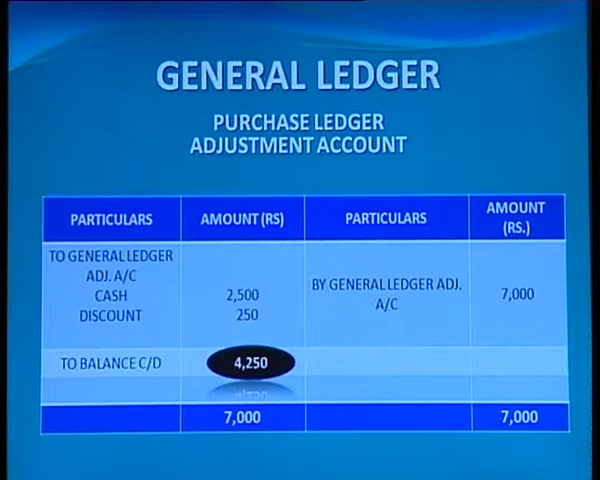 GENERAL LEDGER
PURCHASE LEDGER
ADJUSTMENT ACCOUNT
PARTICULARS AMOUNT (RS) PARTICULARS AMOUNT (RS.)
TO GENERAL LEDGER
ADJ. A/C
CASH 2,500
DISCOUNT 250
BY GENERAL LEDGER ADJ.
A/C 7,000
TO BALANCE C/D 4,250
7,000 7,000